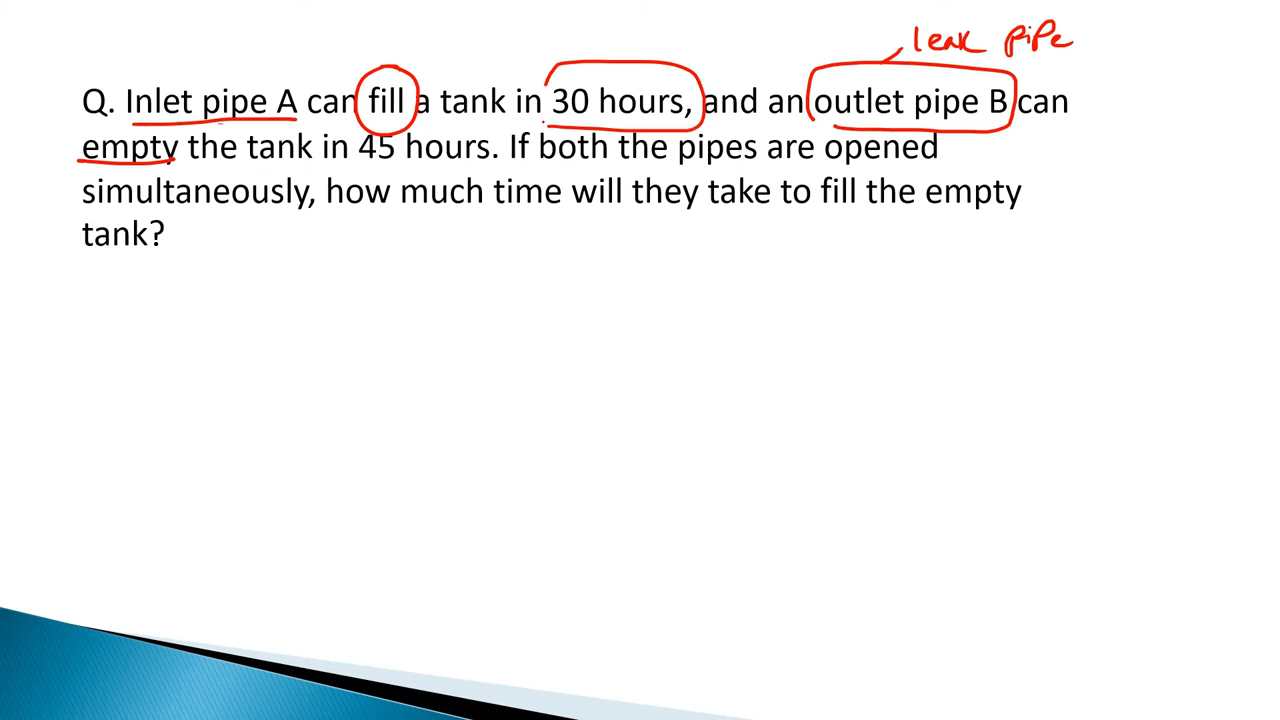 leak pipe
Q. Inlet pipe A can fill a tank in 30 hours, and an outlet pipe B can
empty the tank in 45 hours. If both the pipes are opened
simultaneously, how much time will they take to fill the empty
tank?